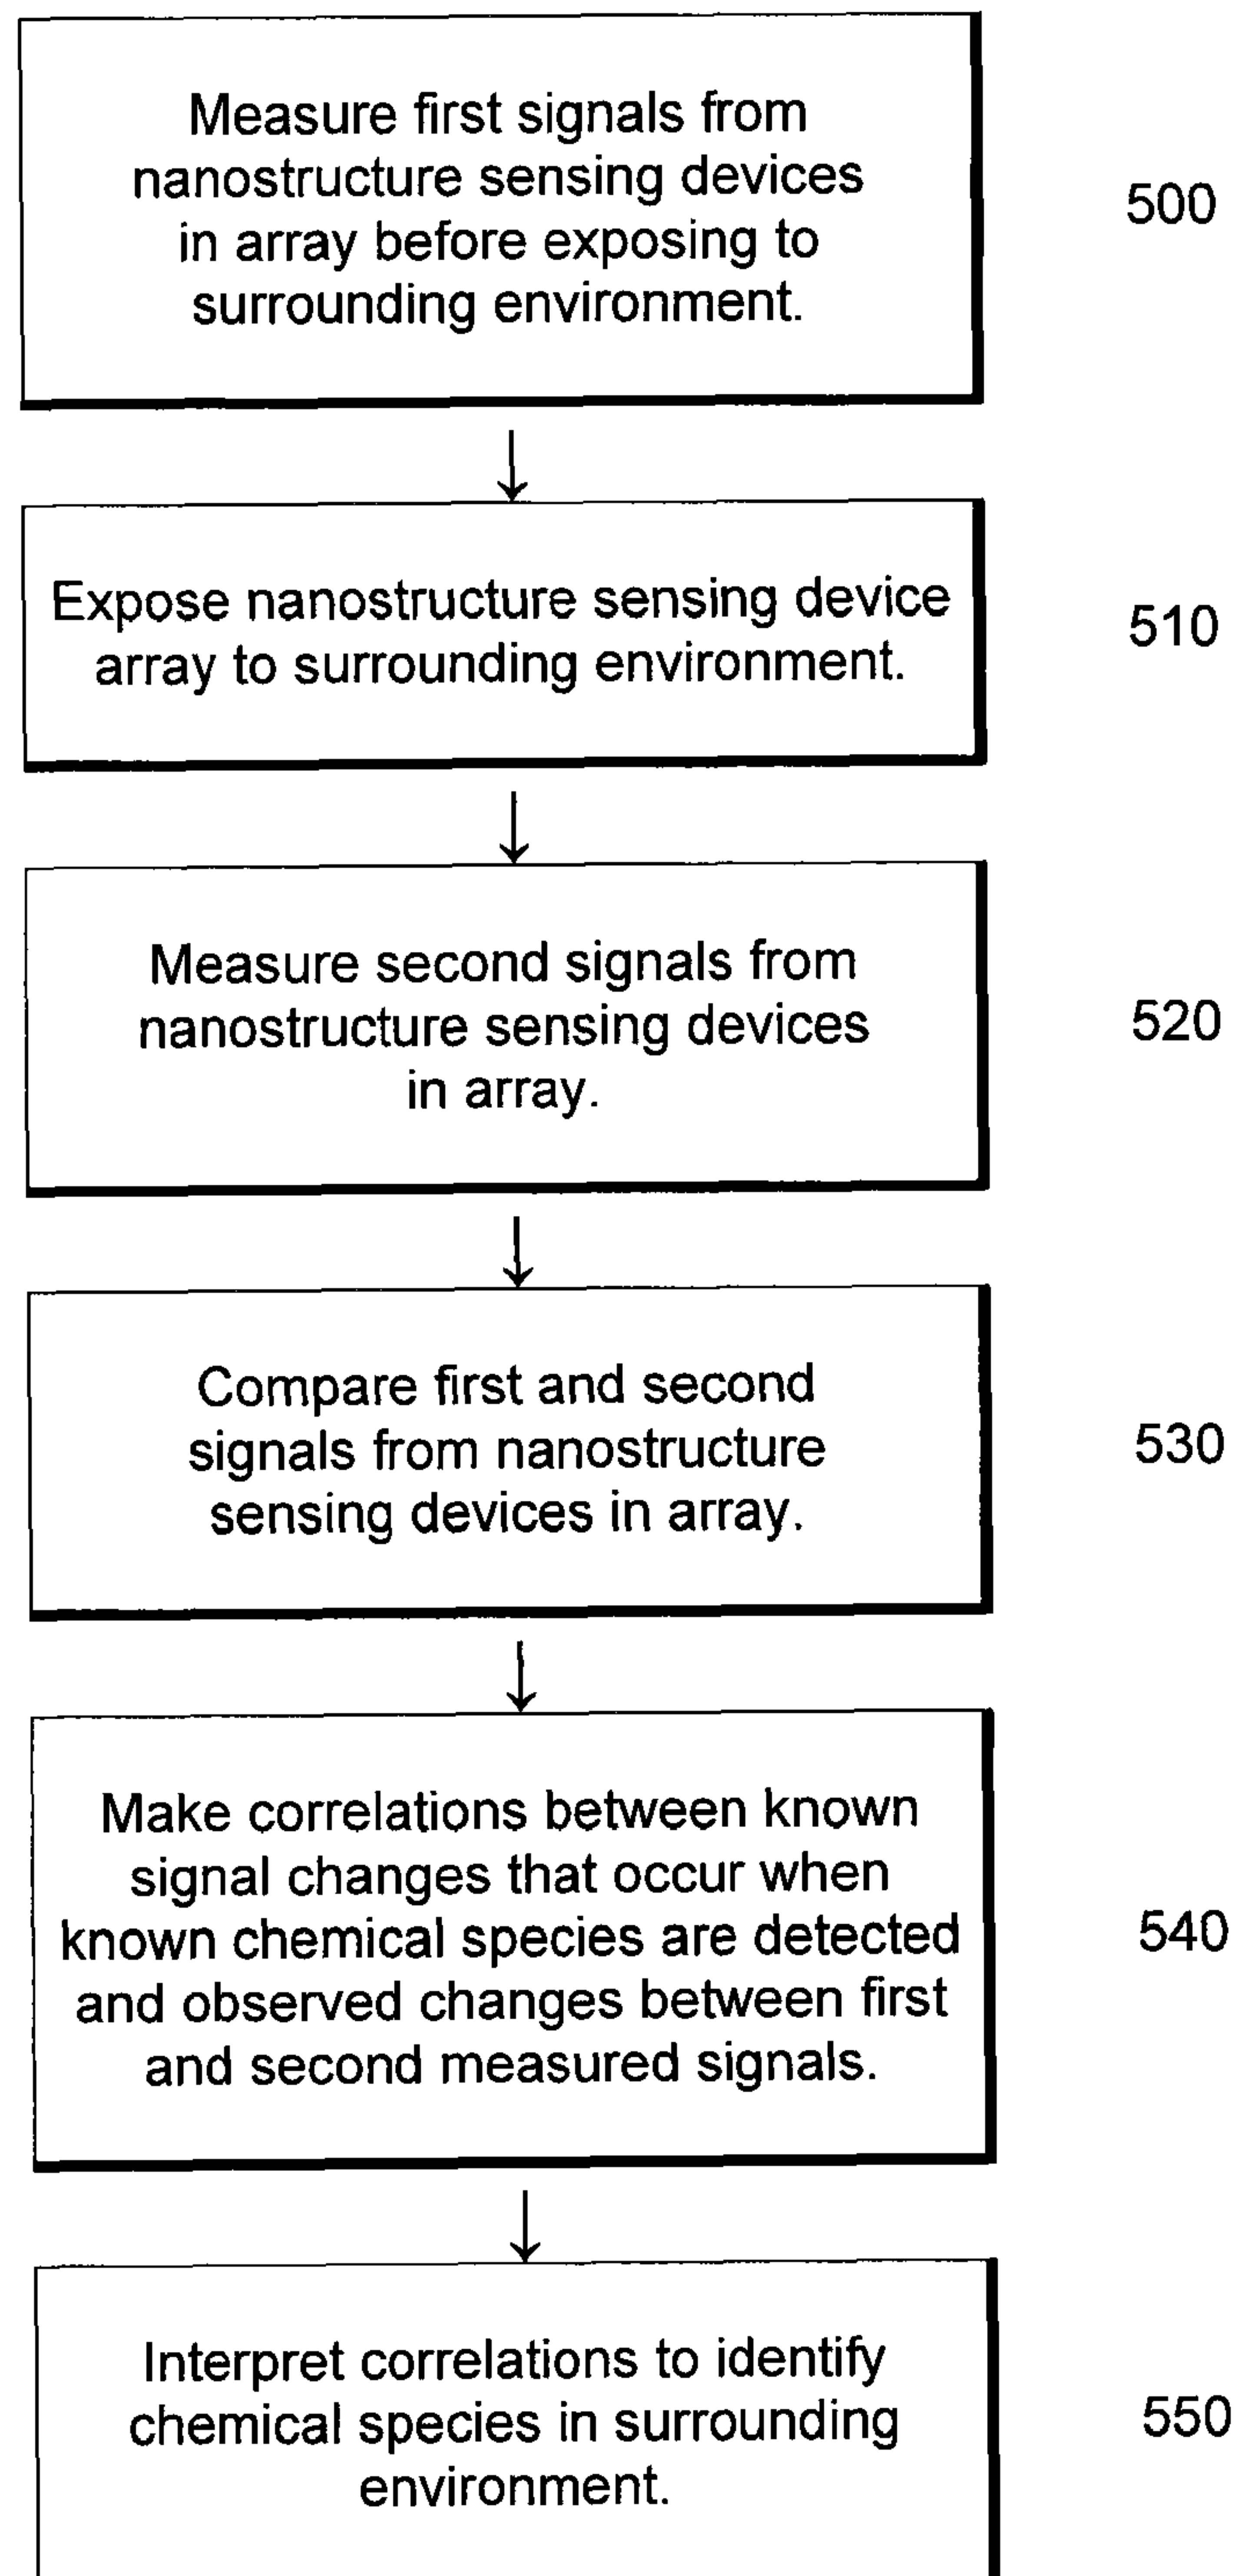 Measure first signals from
nanostructure sensing devices
in array before exposing to
surrounding environment.
500
Expose nanostructure sensing device
array to surrounding environment.
510
Measure second signals from
nanostructure sensing devices
in array.
520
Compare first and second
signals from nanostructure
sensing devices in array.
530
Make correlations between known
signal changes that occur when
known chemical species are detected
and observed changes between first
and second measured signals.
540
Interpret correlations to identify
chemical species in surrounding
environment.
550